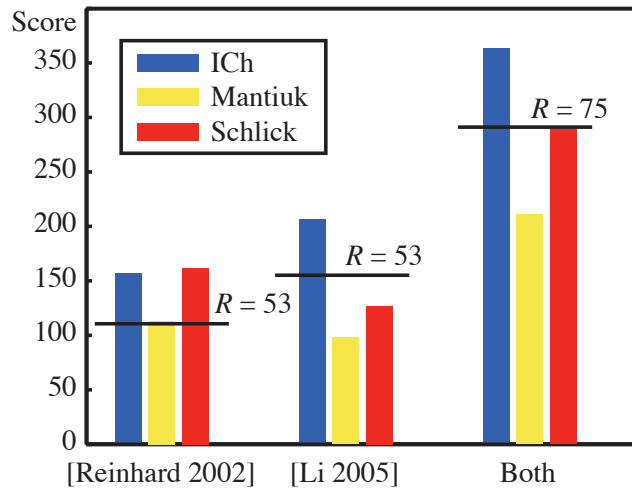 Score
350
300
250
200
150
100
50
0
ICh
Mantiuk
Schlick
R = 53
R = 53
R = 75
[Reinhard 2002]
[Li 2005]
Both